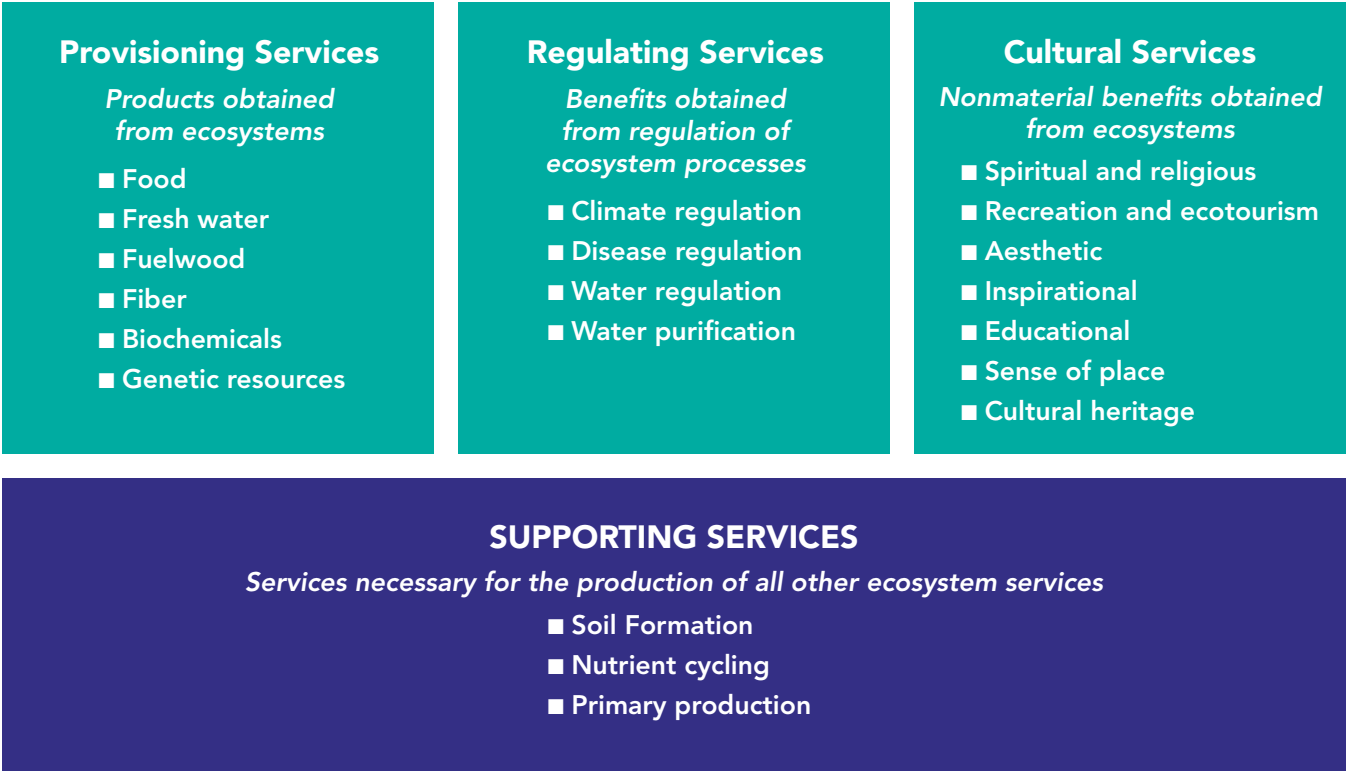 Provisioning Services
Products obtained
from ecosystems
■ Food
■ Fresh water
■ Fuelwood
■ Fiber
■ Biochemicals
■ Genetic resources
Regulating Services
Benefits obtained
from regulation of
ecosystem processes
■ Climate regulation
■ Disease regulation
■ Water regulation
■ Water purification
Cultural Services
Nonmaterial benefits obtained
from ecosystems
■ Spiritual and religious
■ Recreation and ecotourism
■ Aesthetic
■ Inspirational
■ Educational
■ Sense of place
■ Cultural heritage
SUPPORTING SERVICES
Services necessary for the production of all other ecosystem services
■ Soil Formation
■ Nutrient cycling
■ Primary production